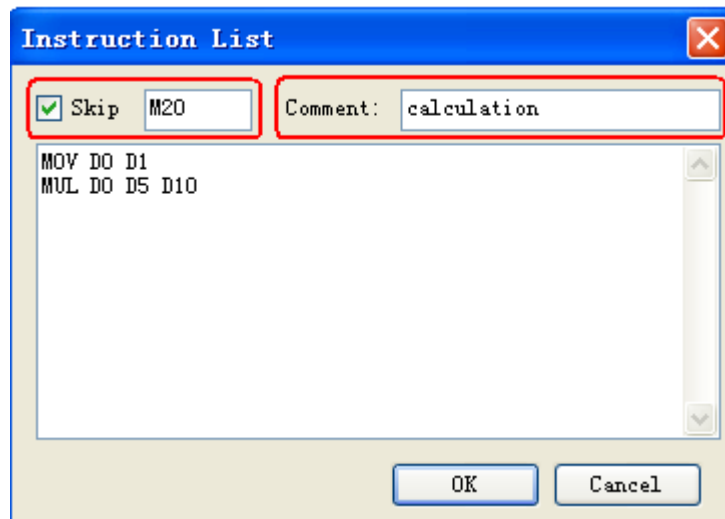 Instruction List
Skip M20 Comment: calculation
MOV D0 D1
MUL D0 D5 D10
OK Cancel